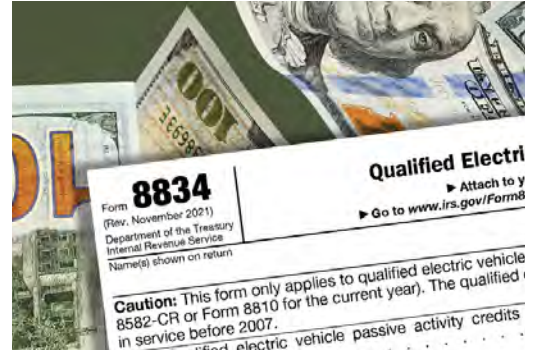 100
Form 8834
(Rev. November 2021)
Department of the Treasury
Internal Revenue Service
Name(s) shown on return
Qualified Electri
► Attach to y
► Go to www.irs.gov/Form8
Caution: This form only applies to qualified electric vehicle
8582-CR or Form 8810 for the current year). The qualified
in service before 2007.
electric vehicle passive activity credits